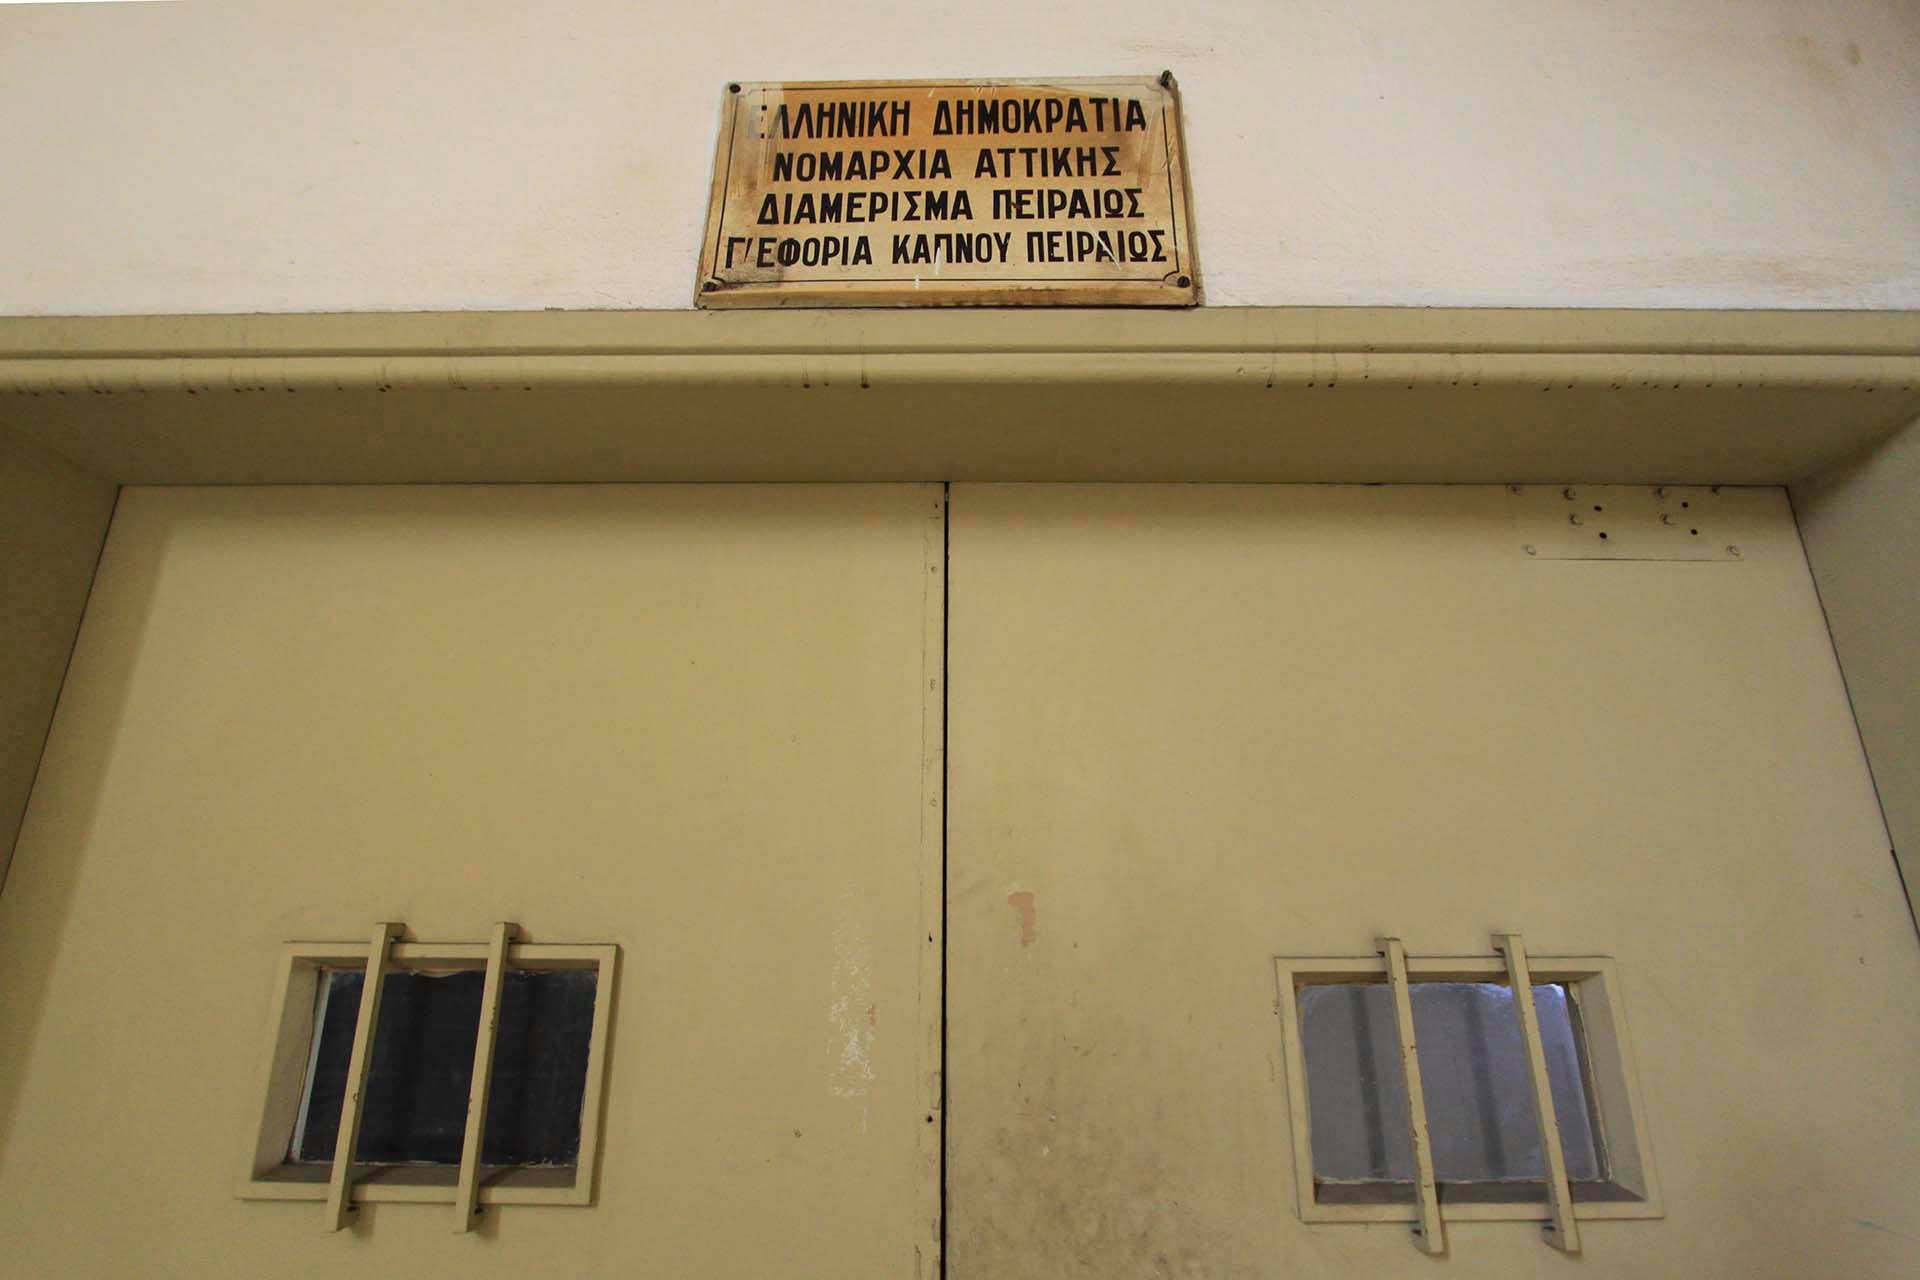 ΕΛΛΗΝΙΚΗ ΔΗΜΟΚΡΑΤΙΑ
ΝΟΜΑΡΧΙΑ ΑΤΤΙΚΗΣ
ΔΙΑΜΕΡΙΣΜΑ ΠΕΙΡΑΙΩΣ
Γ' ΕΦΟΡΙΑ ΚΑΠΝΟΥ ΠΕΙΡΑΙΩΣ